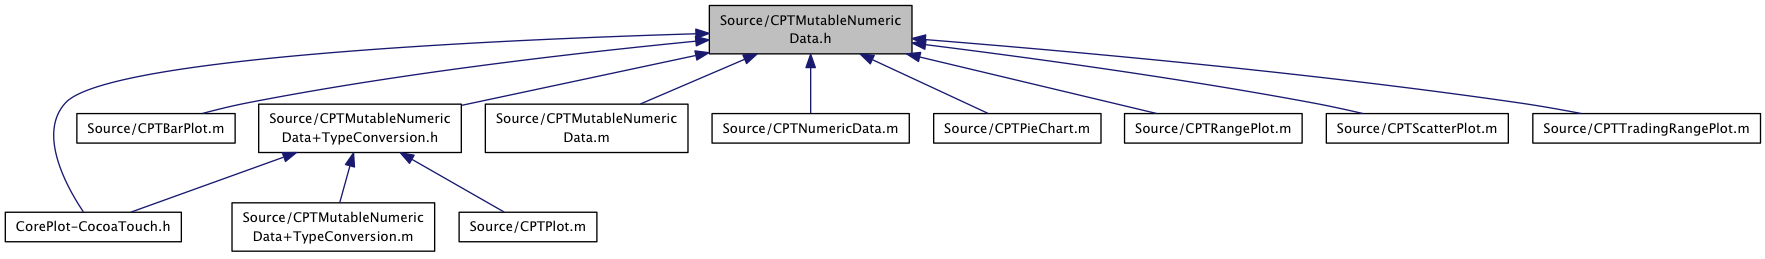 Source/CPTMutableNumeric
Data.h
Source/CPTBarPlot.m
Source/CPTMutableNumeric
Data+TypeConversion.h
Source/CPTMutableNumeric
Data.m
Source/CPTNumericData.m
Source/CPTPieChart.m
Source/CPTRangePlot.m
Source/CPTScatterPlot.m
Source/CPTTradingRangePlot.m
CorePlot-CocoaTouch.h
Source/CPTMutableNumeric
Data+TypeConversion.m
Source/CPTPlot.m